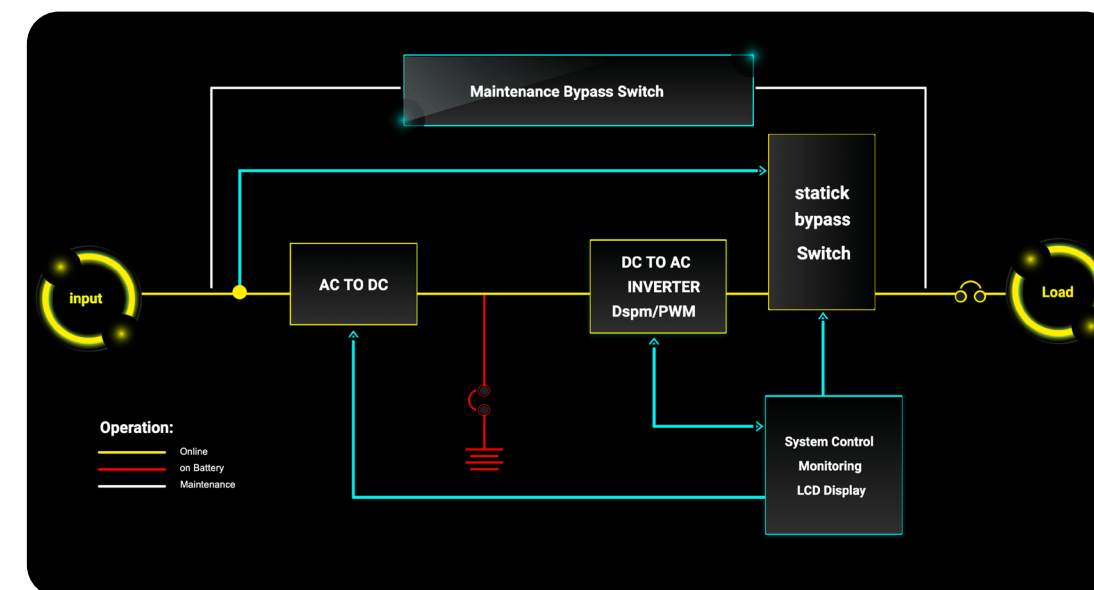 Maintenance Bypass Switch
statick
bypass
Switch
input
AC TO DC
DC TO AC
INVERTER
Dspm/PWM
Load
Operation:
Online
on Battery
Maintenance
System Control
Monitoring
LCD Display